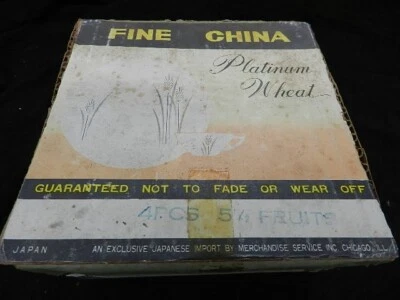 FINE CHINA
Platinum
Wheat
GUARANTEED NOT TO FADE OR WEAR OFF
4PCS 5¼ FRUITS
JAPAN AN EXCLUSIVE JAPANESE IMPORT BY MERCHANDISE SERVICE INC. CHICAGO, ILL.